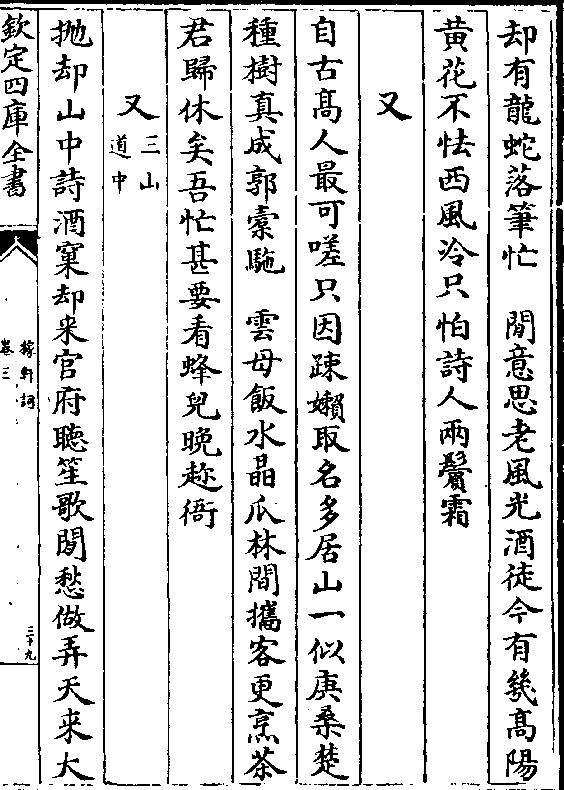 却有龍蛇落筆忙　閒意思老風光酒徒今有幾髙陽
黄花不怯西風冷只怕詩人兩鬢霜
又
自古髙人最可嗟只因疎嬾取名多居山一似庚桑楚
種樹真成郭橐駞　雲母飯水晶瓜林間攜客更烹茶
君歸休矣吾忙甚要看蜂兒晚趂衙
又三山道中
抛却山中詩酒窠却来官府聽笙歌閒愁做弄天来大
欽定四庫全書
稼軒詞
卷三
三十九